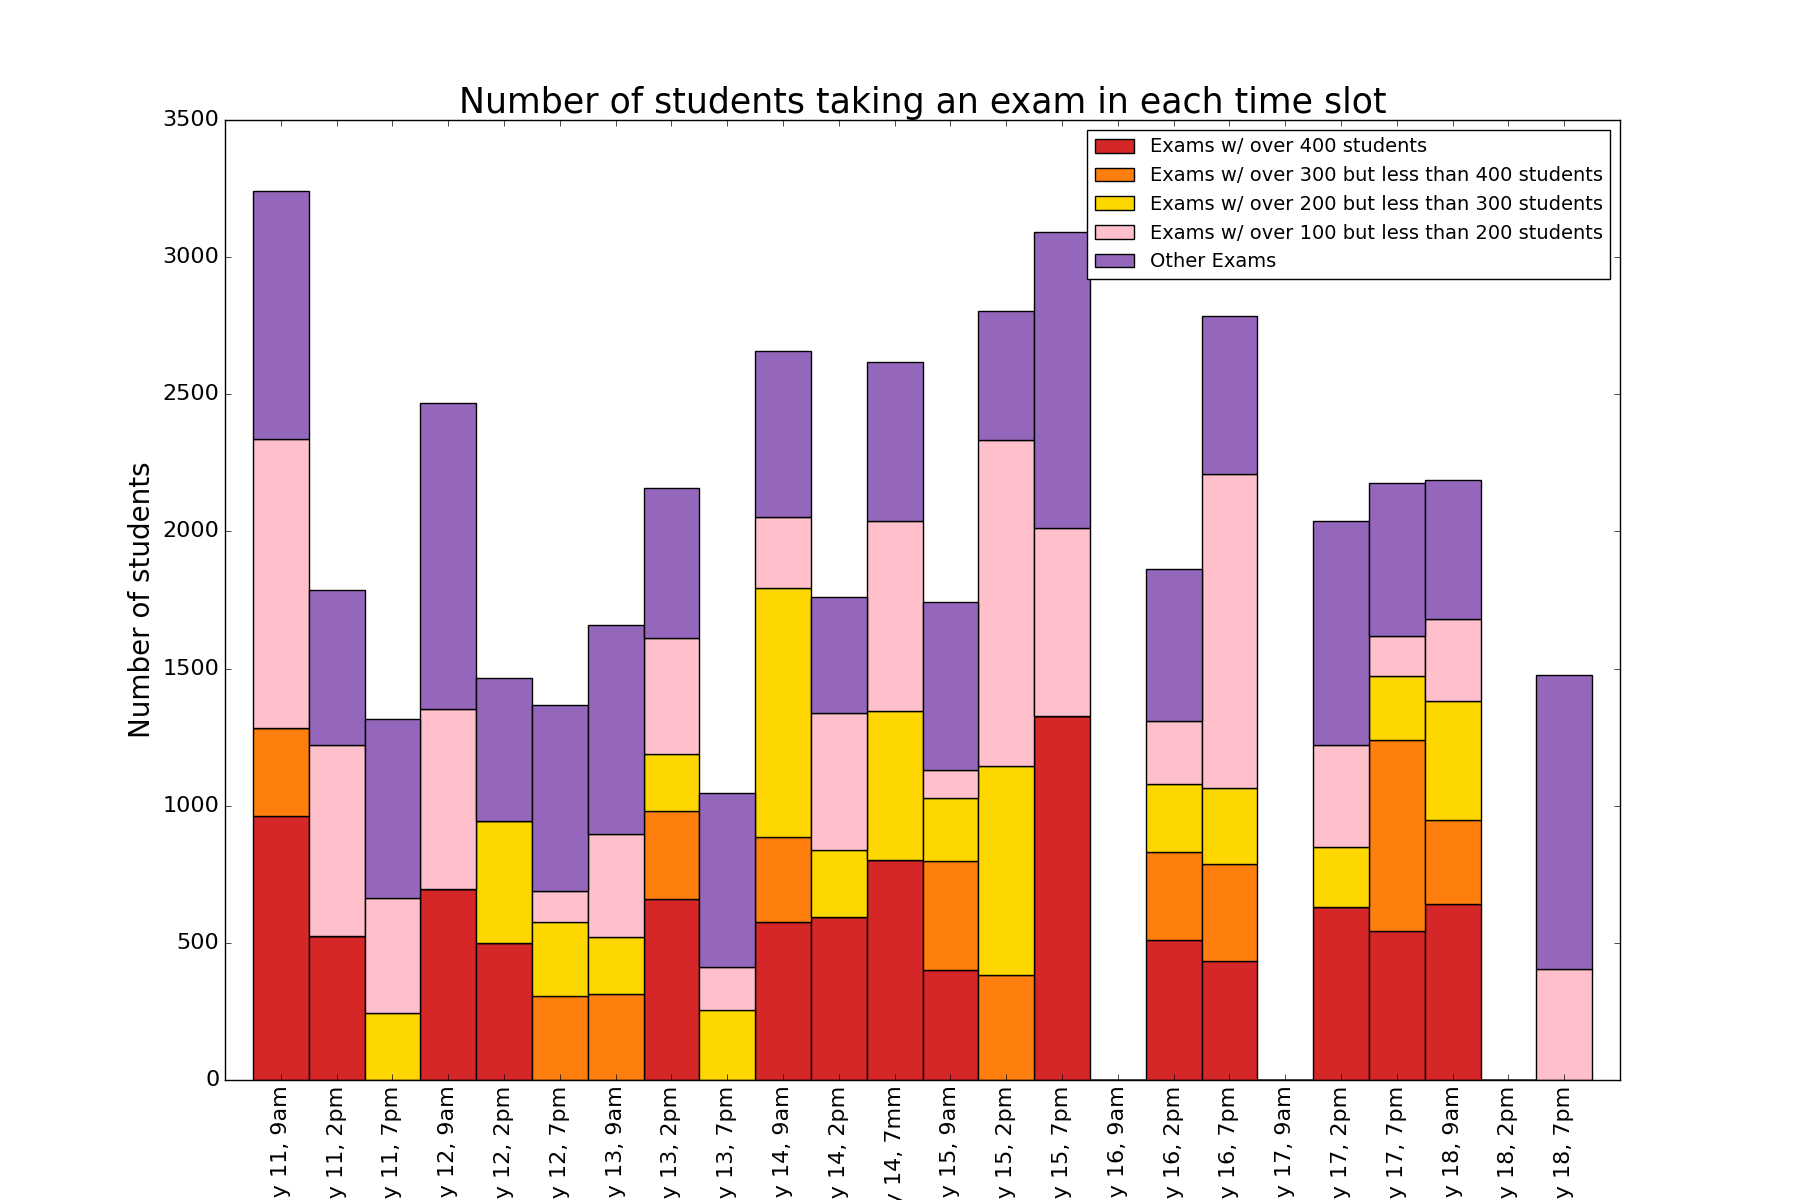 Number of students taking an exam in each time slot
Exams w/ over 400 students
Exams w/ over 300 but less than 400 students
Exams w/ over 200 but less than 300 students
Exams w/ over 100 but less than 200 students
Other Exams
Number of students
3500
3000
2500
2000
1500
1000
500
0
y 11, 9am
y 11, 2pm
y 11, 7pm
y 12, 9am
y 12, 2pm
y 12, 7pm
y 13, 9am
y 13, 2pm
y 13, 7pm
y 14, 9am
y 14, 2pm
y 14, 7mm
y 15, 9am
y 15, 2pm
y 15, 7pm
y 16, 9am
y 16, 2pm
y 16, 7pm
y 17, 9am
y 17, 2pm
y 17, 7pm
y 18, 9am
y 18, 2pm
y 18, 7pm